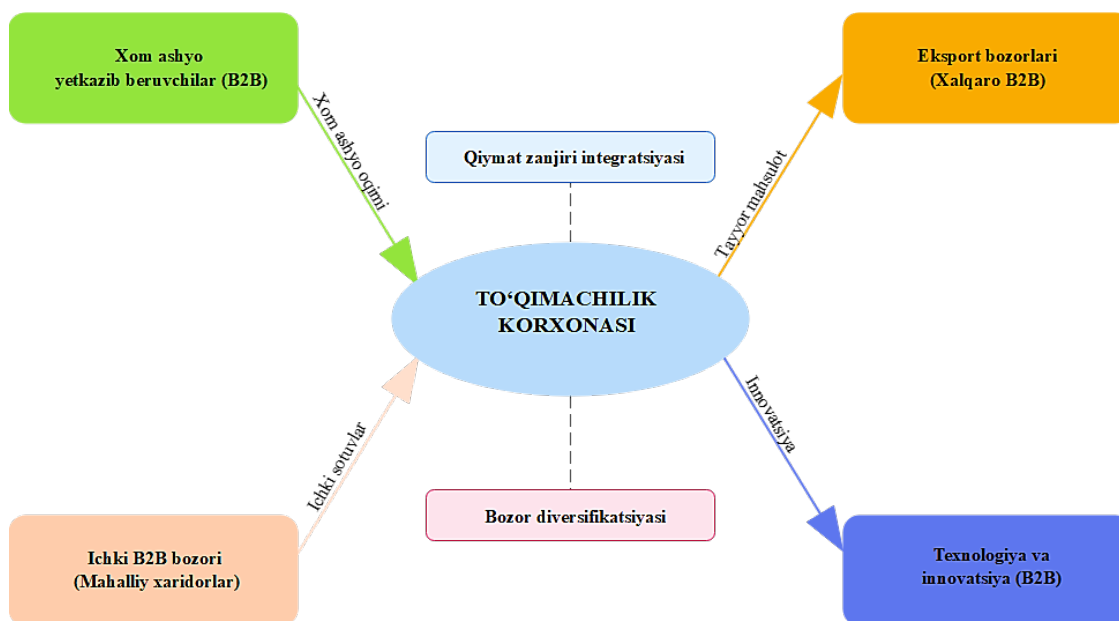 Xom ashyo
yetkazib beruvchilar (B2B)
Eksport bozorlari
(Xalqaro B2B)
Xom ashyo oqimi
Qiymat zanjiri integratsiyasi
Tayyor mahsulot
TO‘QIMACHILIK
KORXONASI
Ichki sotuvlar
Innovatsiya
Bozor diversifikatsiyasi
Ichki B2B bozori
(Mahalliy xaridorlar)
Texnologiya va
innovatsiya (B2B)